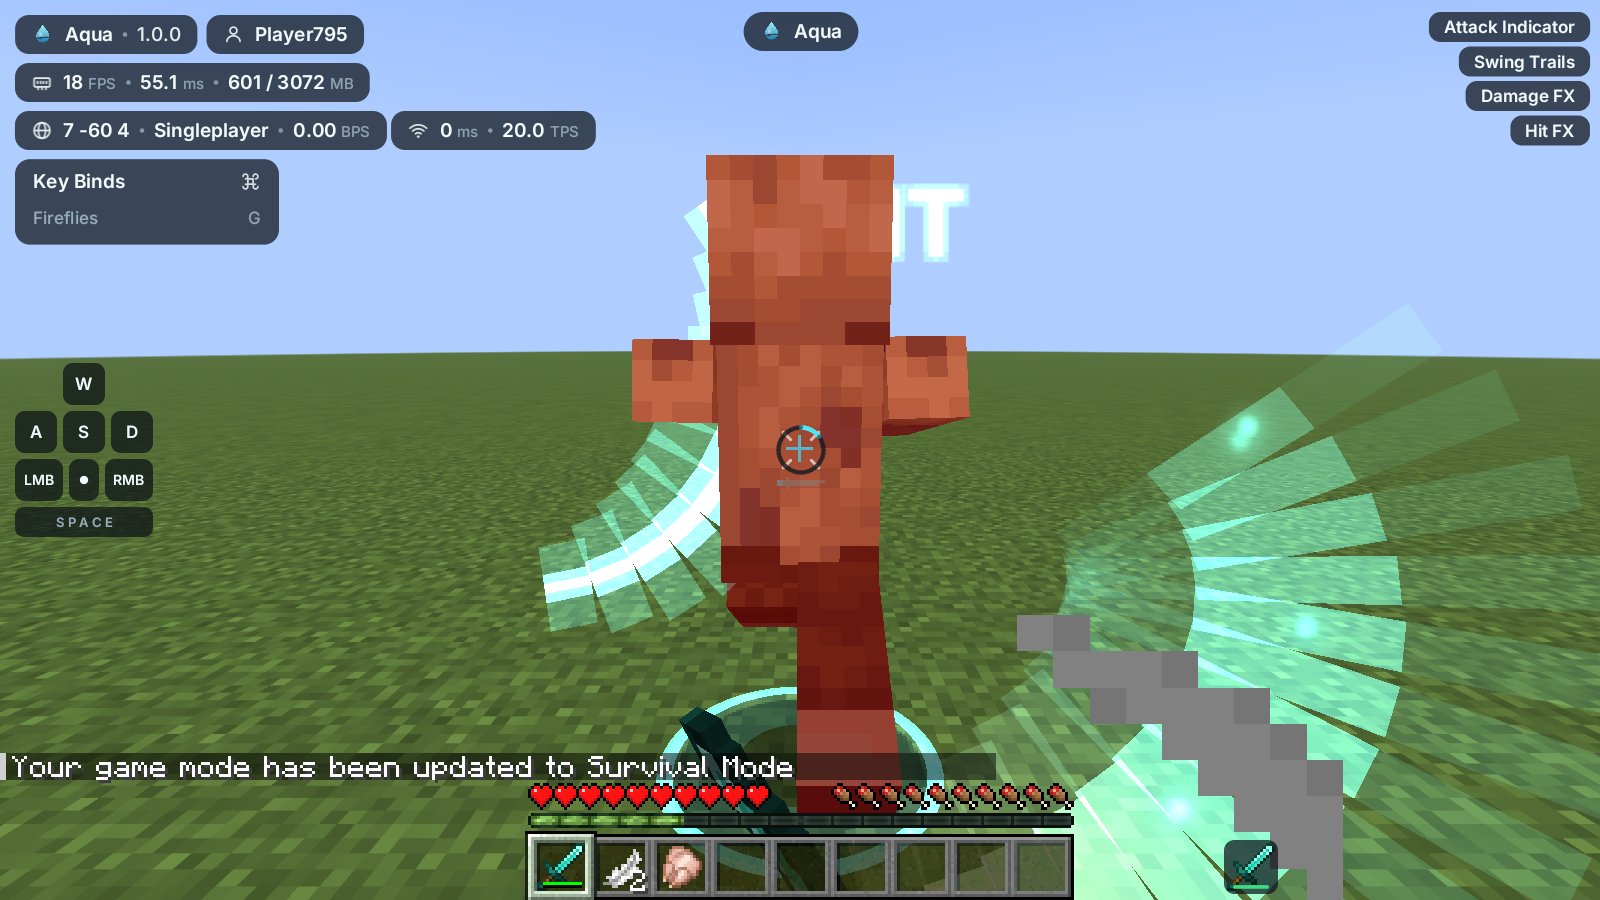 Aqua • 1.0.0
Player795
Aqua
Attack Indicator
Swing Trails
Damage FX
Hit FX
18 FPS • 55.1 ms • 601 / 3072 MB
7 -60 4 • Singleplayer • 0.00 BPS
0 ms • 20.0 TPS
Key Binds ⌘
Fireflies G
W
A S D
LMB RMB
SPACE
Your game mode has been updated to Survival Mode
2